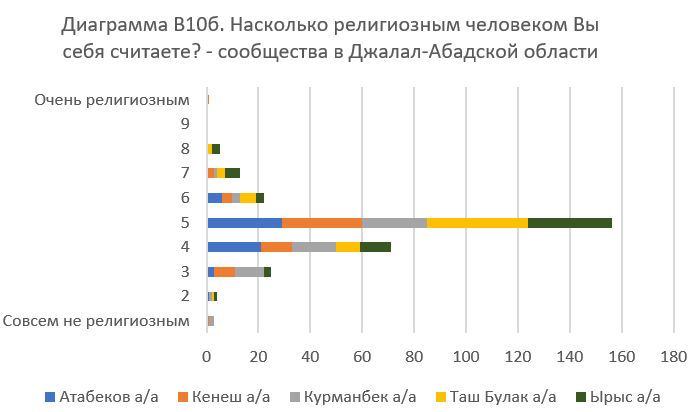 Диаграмма В10б. Насколько религиозным человеком Вы
себя считаете? - сообщества в Джалал-Абадской области
Очень религиозным
9
8
7
6
5
4
3
2
Совсем не религиозным
0 20 40 60 80 100 120 140 160 180
Атабеков а/а Кенеш а/а Курманбек а/а Таш Булак а/а Ырыс а/а